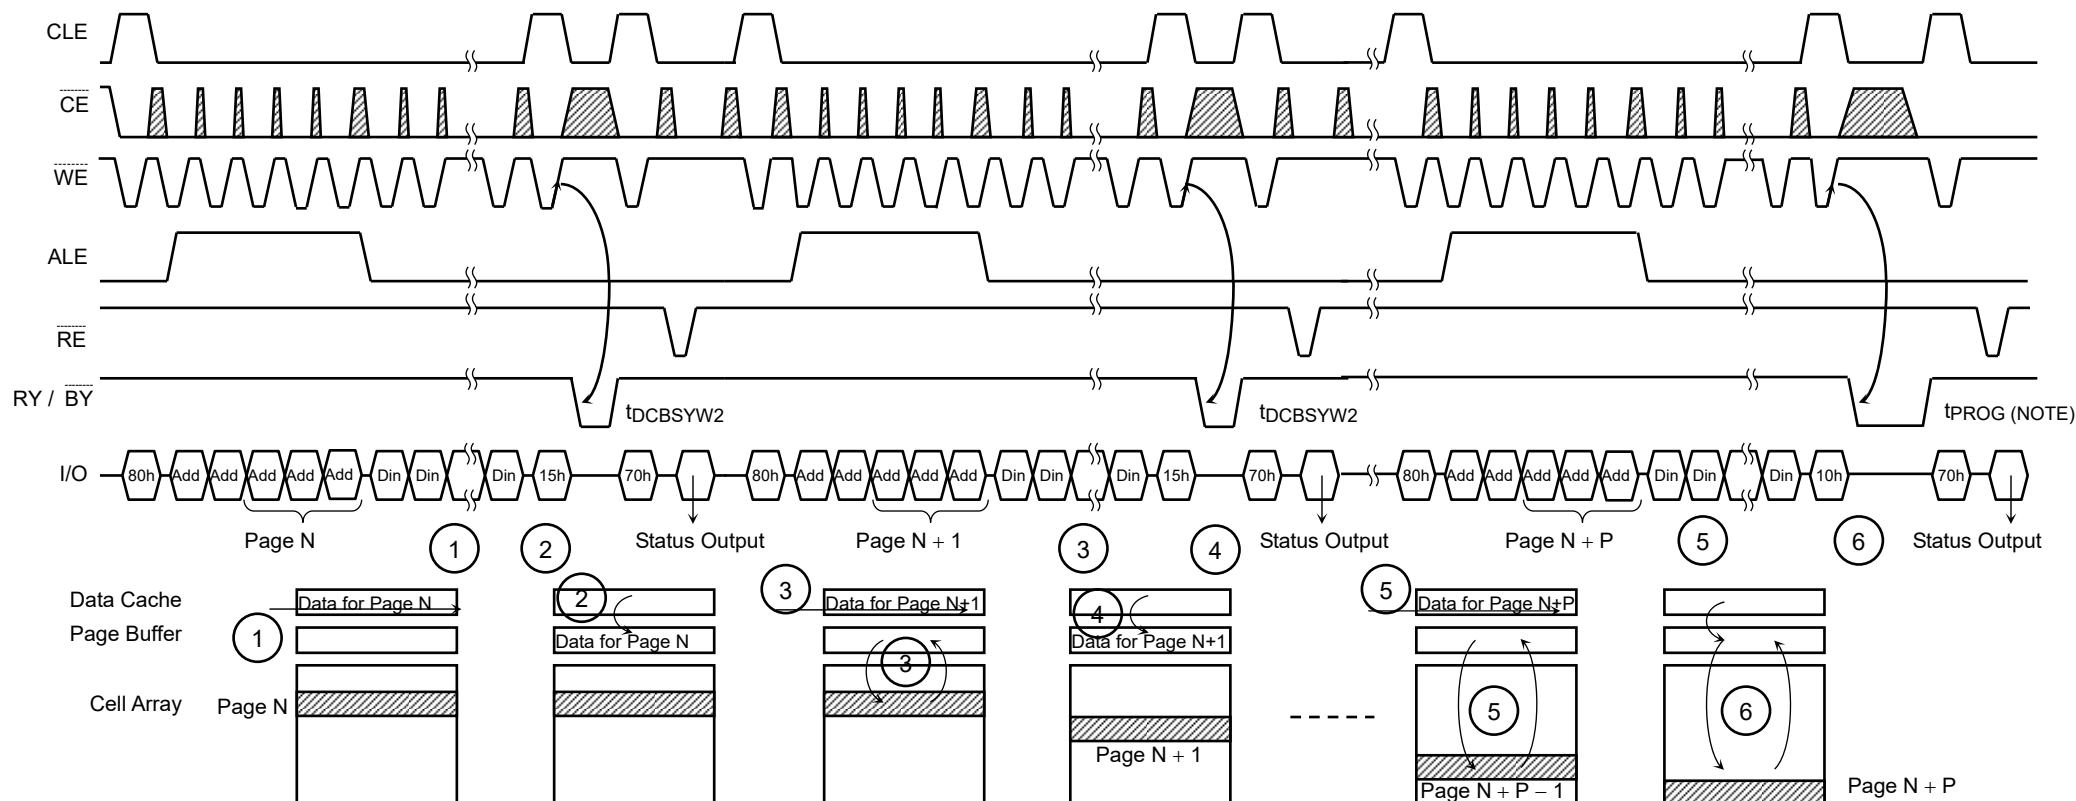 CLE
CE
WE
ALE
RE
RY / BY
tDCBSYW2 tDCBSYW2 tPROG (NOTE)
I/O 80h Add Add Add Add Add Din Din Din 15h 70h 80h Add Add Add Add Add Din Din Din 15h 70h 80h Add Add Add Add Add Din Din Din 10h 70h
Page N 1 2 Status Output Page N + 1 3 4 Status Output Page N + P 5 6 Status Output
Data Cache Data for Page N 2 3 Data for Page N+1 4 5 Data for Page N+P
Page Buffer 1 Data for Page N 3 Data for Page N+1
Cell Array Page N 5 6
Page N + 1
Page N + P − 1 Page N + P